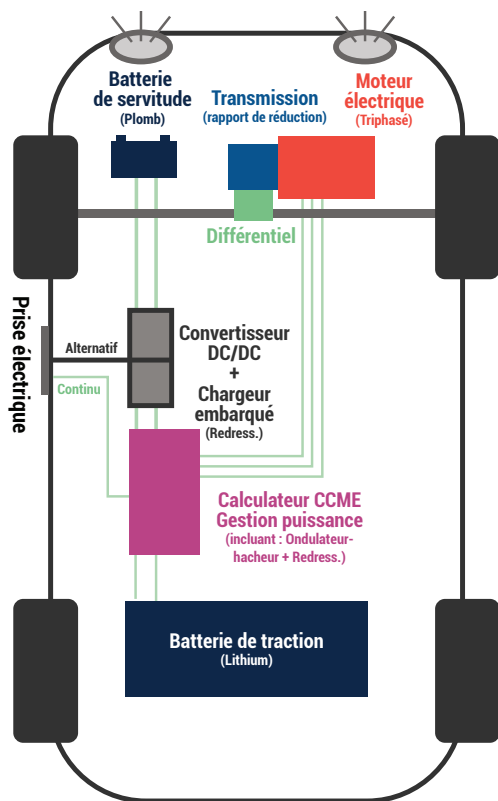 Batterie
de servitude
(Plomb)
Transmission
(rapport de réduction)
Moteur
électrique
(Triphasé)
Différentiel
Prise électrique
Alternatif
Continu
Convertisseur
DC/DC
+
Chargeur
embarqué
(Redress.)
Calculateur CCME
Gestion puissance
(incluant : Ondulateur-
hacheur + Redress.)
Batterie de traction
(Lithium)